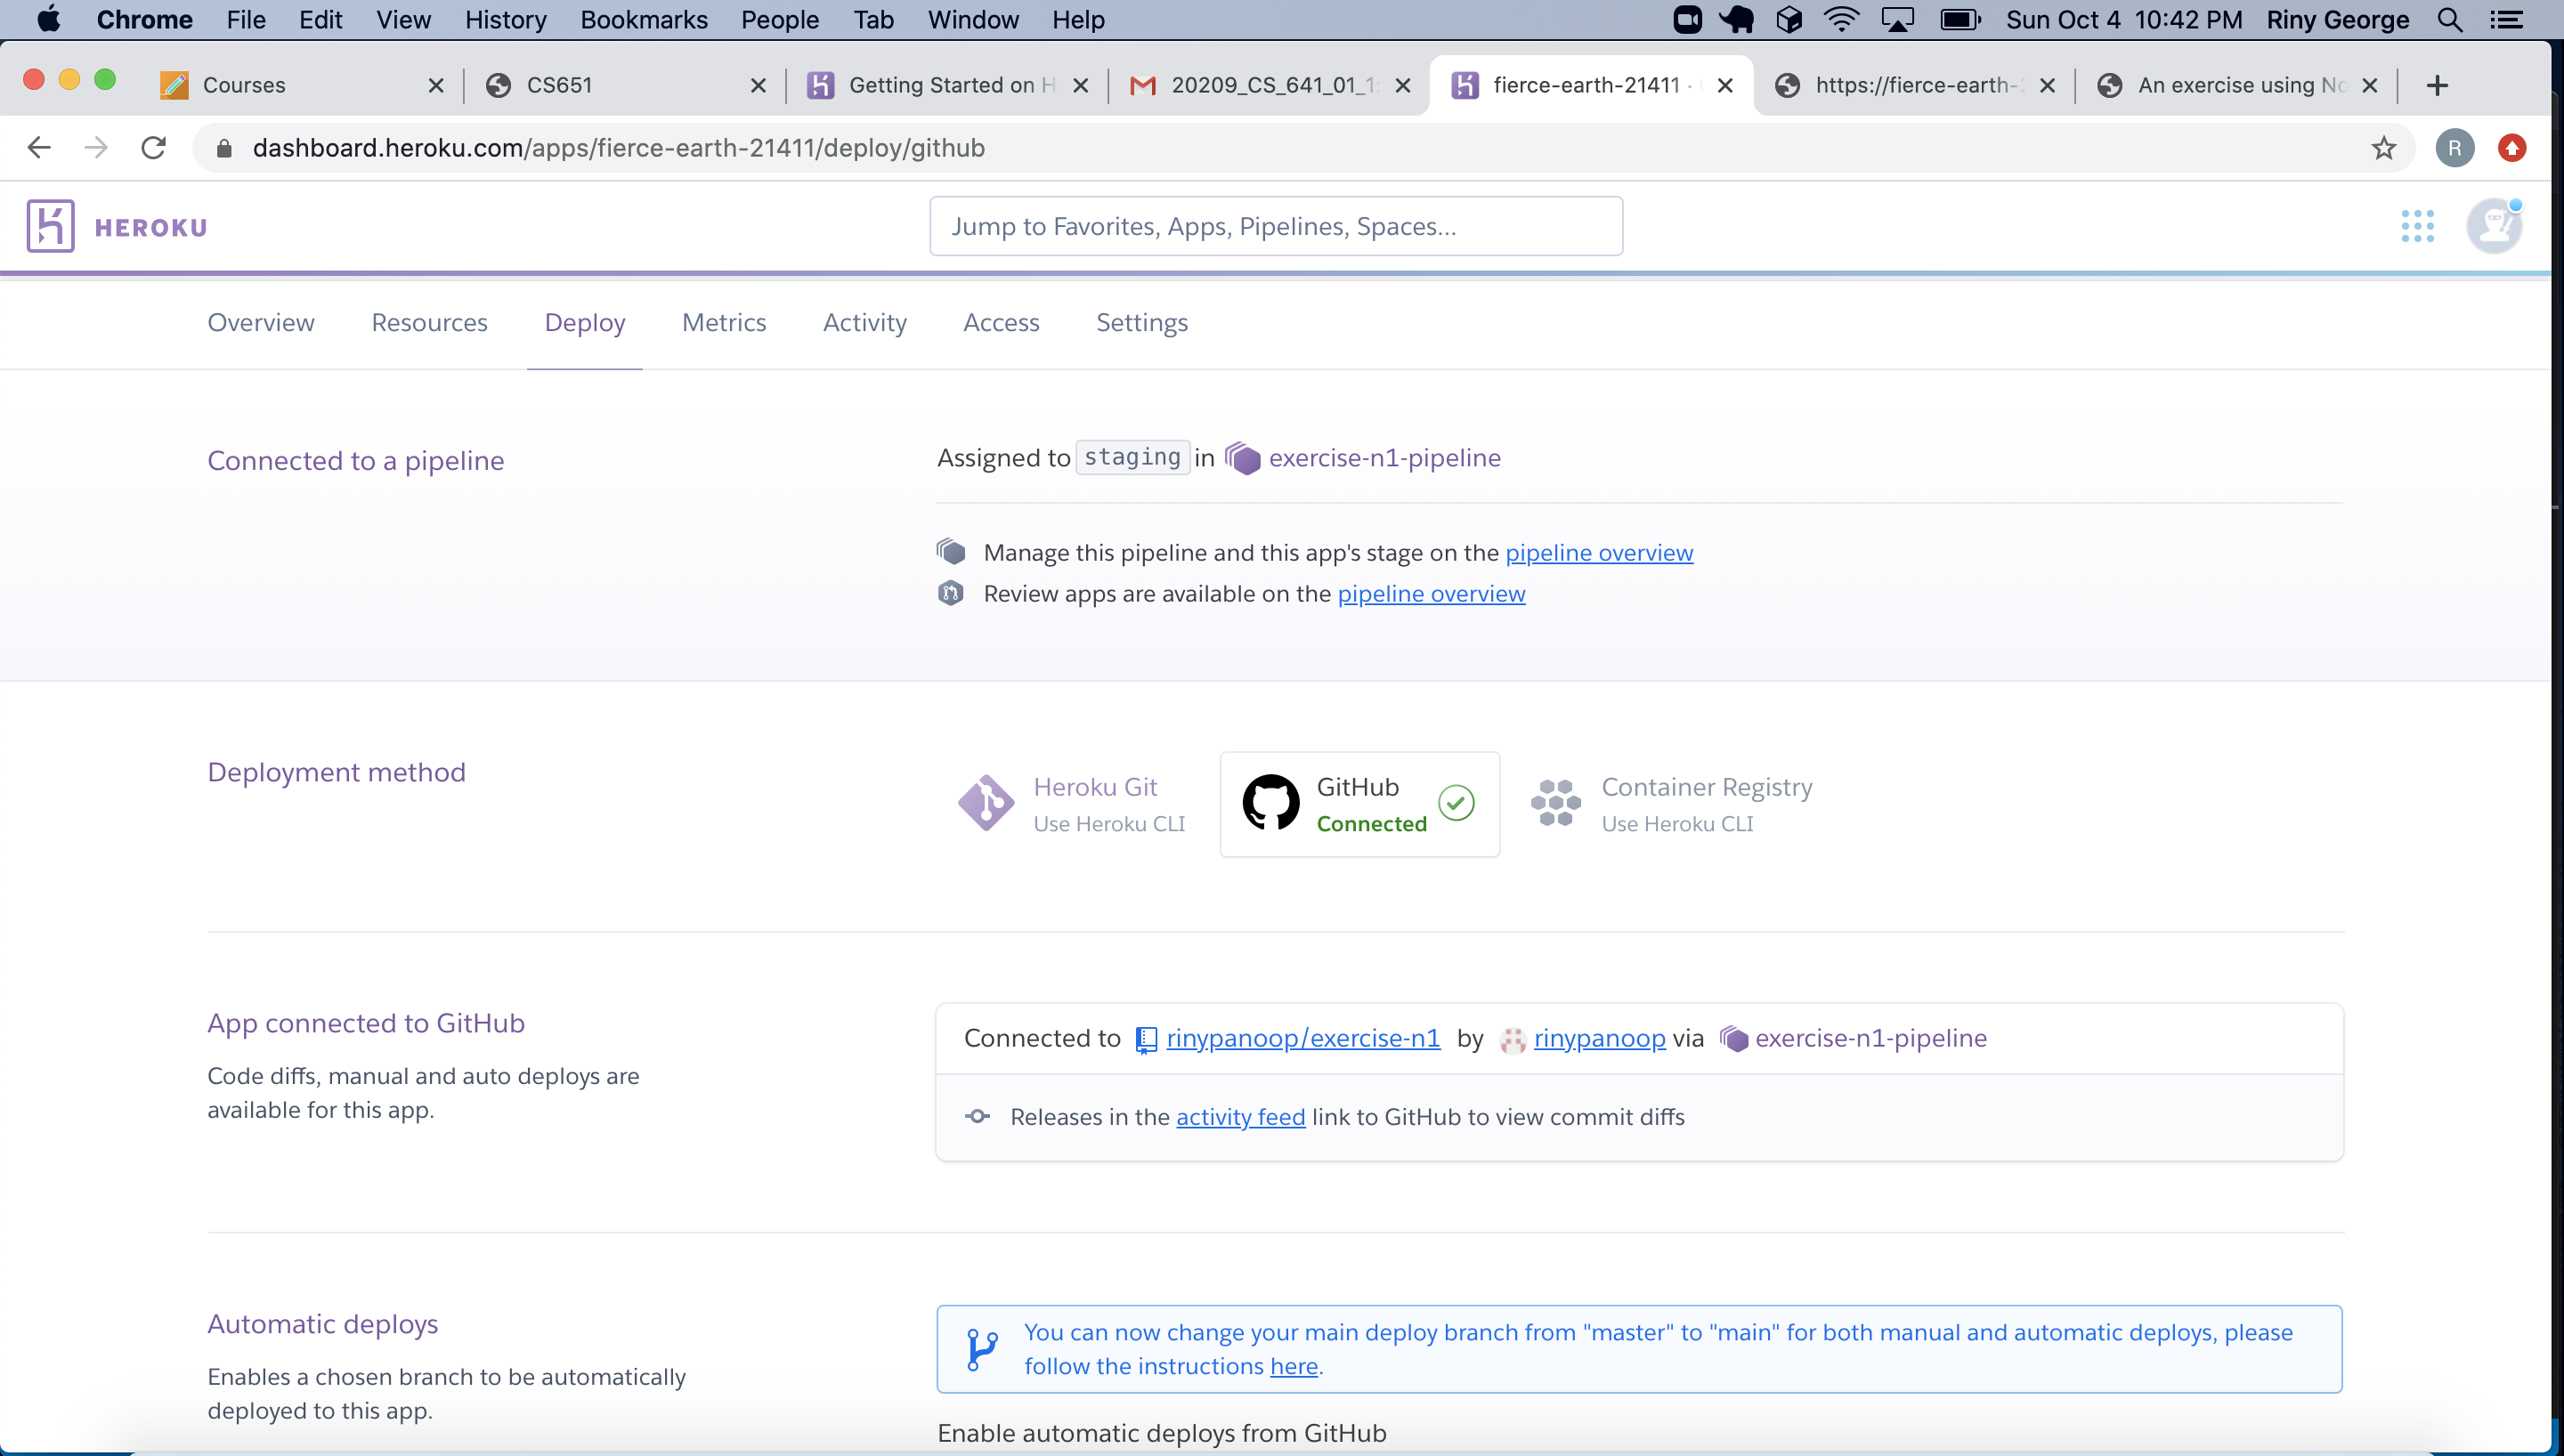 Chrome File Edit View History Bookmarks People Tab Window Help Sun Oct 4 10:42 PM Riny George
Courses CS651 Getting Started on H 20209_CS_641_01_1: fierce-earth-21411 · https://fierce-earth- An exercise using No
dashboard.heroku.com/apps/fierce-earth-21411/deploy/github R
HEROKU Jump to Favorites, Apps, Pipelines, Spaces...
Overview Resources Deploy Metrics Activity Access Settings
Connected to a pipeline
Assigned to staging in exercise-n1-pipeline
Manage this pipeline and this app's stage on the pipeline overview
Review apps are available on the pipeline overview
Deployment method
Heroku Git
Use Heroku CLI
GitHub
Connected
Container Registry
Use Heroku CLI
App connected to GitHub
Code diffs, manual and auto deploys are
available for this app.
Connected to rinypanoop/exercise-n1 by rinypanoop via exercise-n1-pipeline
Releases in the activity feed link to GitHub to view commit diffs
Automatic deploys
Enables a chosen branch to be automatically
deployed to this app.
You can now change your main deploy branch from "master" to "main" for both manual and automatic deploys, please
follow the instructions here.
Enable automatic deploys from GitHub